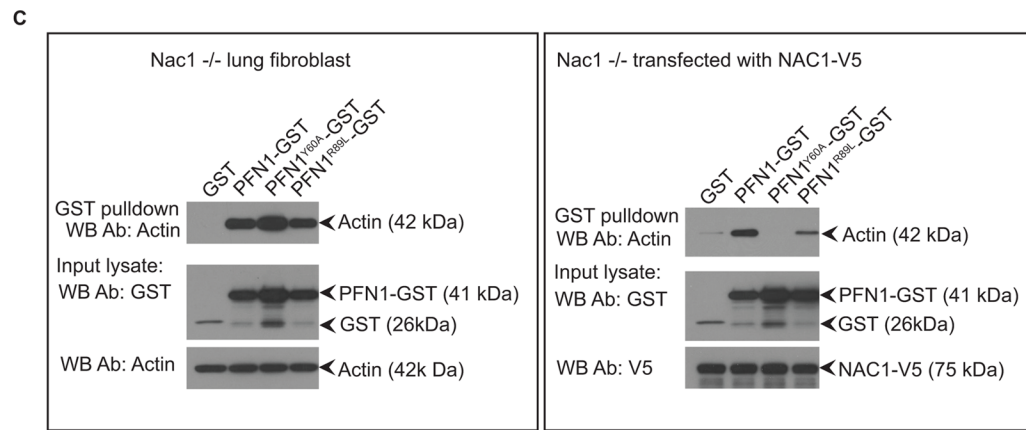 C
Nac1 -/- lung fibroblast
GST
PFN1-GST
PFN1Y60A-GST
PFN1R89L-GST
GST pulldown
WB Ab: Actin
Actin (42 kDa)
Input lysate:
WB Ab: GST
PFN1-GST (41 kDa)
GST (26kDa)
WB Ab: Actin
Actin (42k Da)
Nac1 -/- transfected with NAC1-V5
GST
PFN1-GST
PFN1Y60A-GST
PFN1R89L-GST
GST pulldown
WB Ab: Actin
Actin (42 kDa)
Input lysate:
WB Ab: GST
PFN1-GST (41 kDa)
GST (26kDa)
WB Ab: V5
NAC1-V5 (75 kDa)